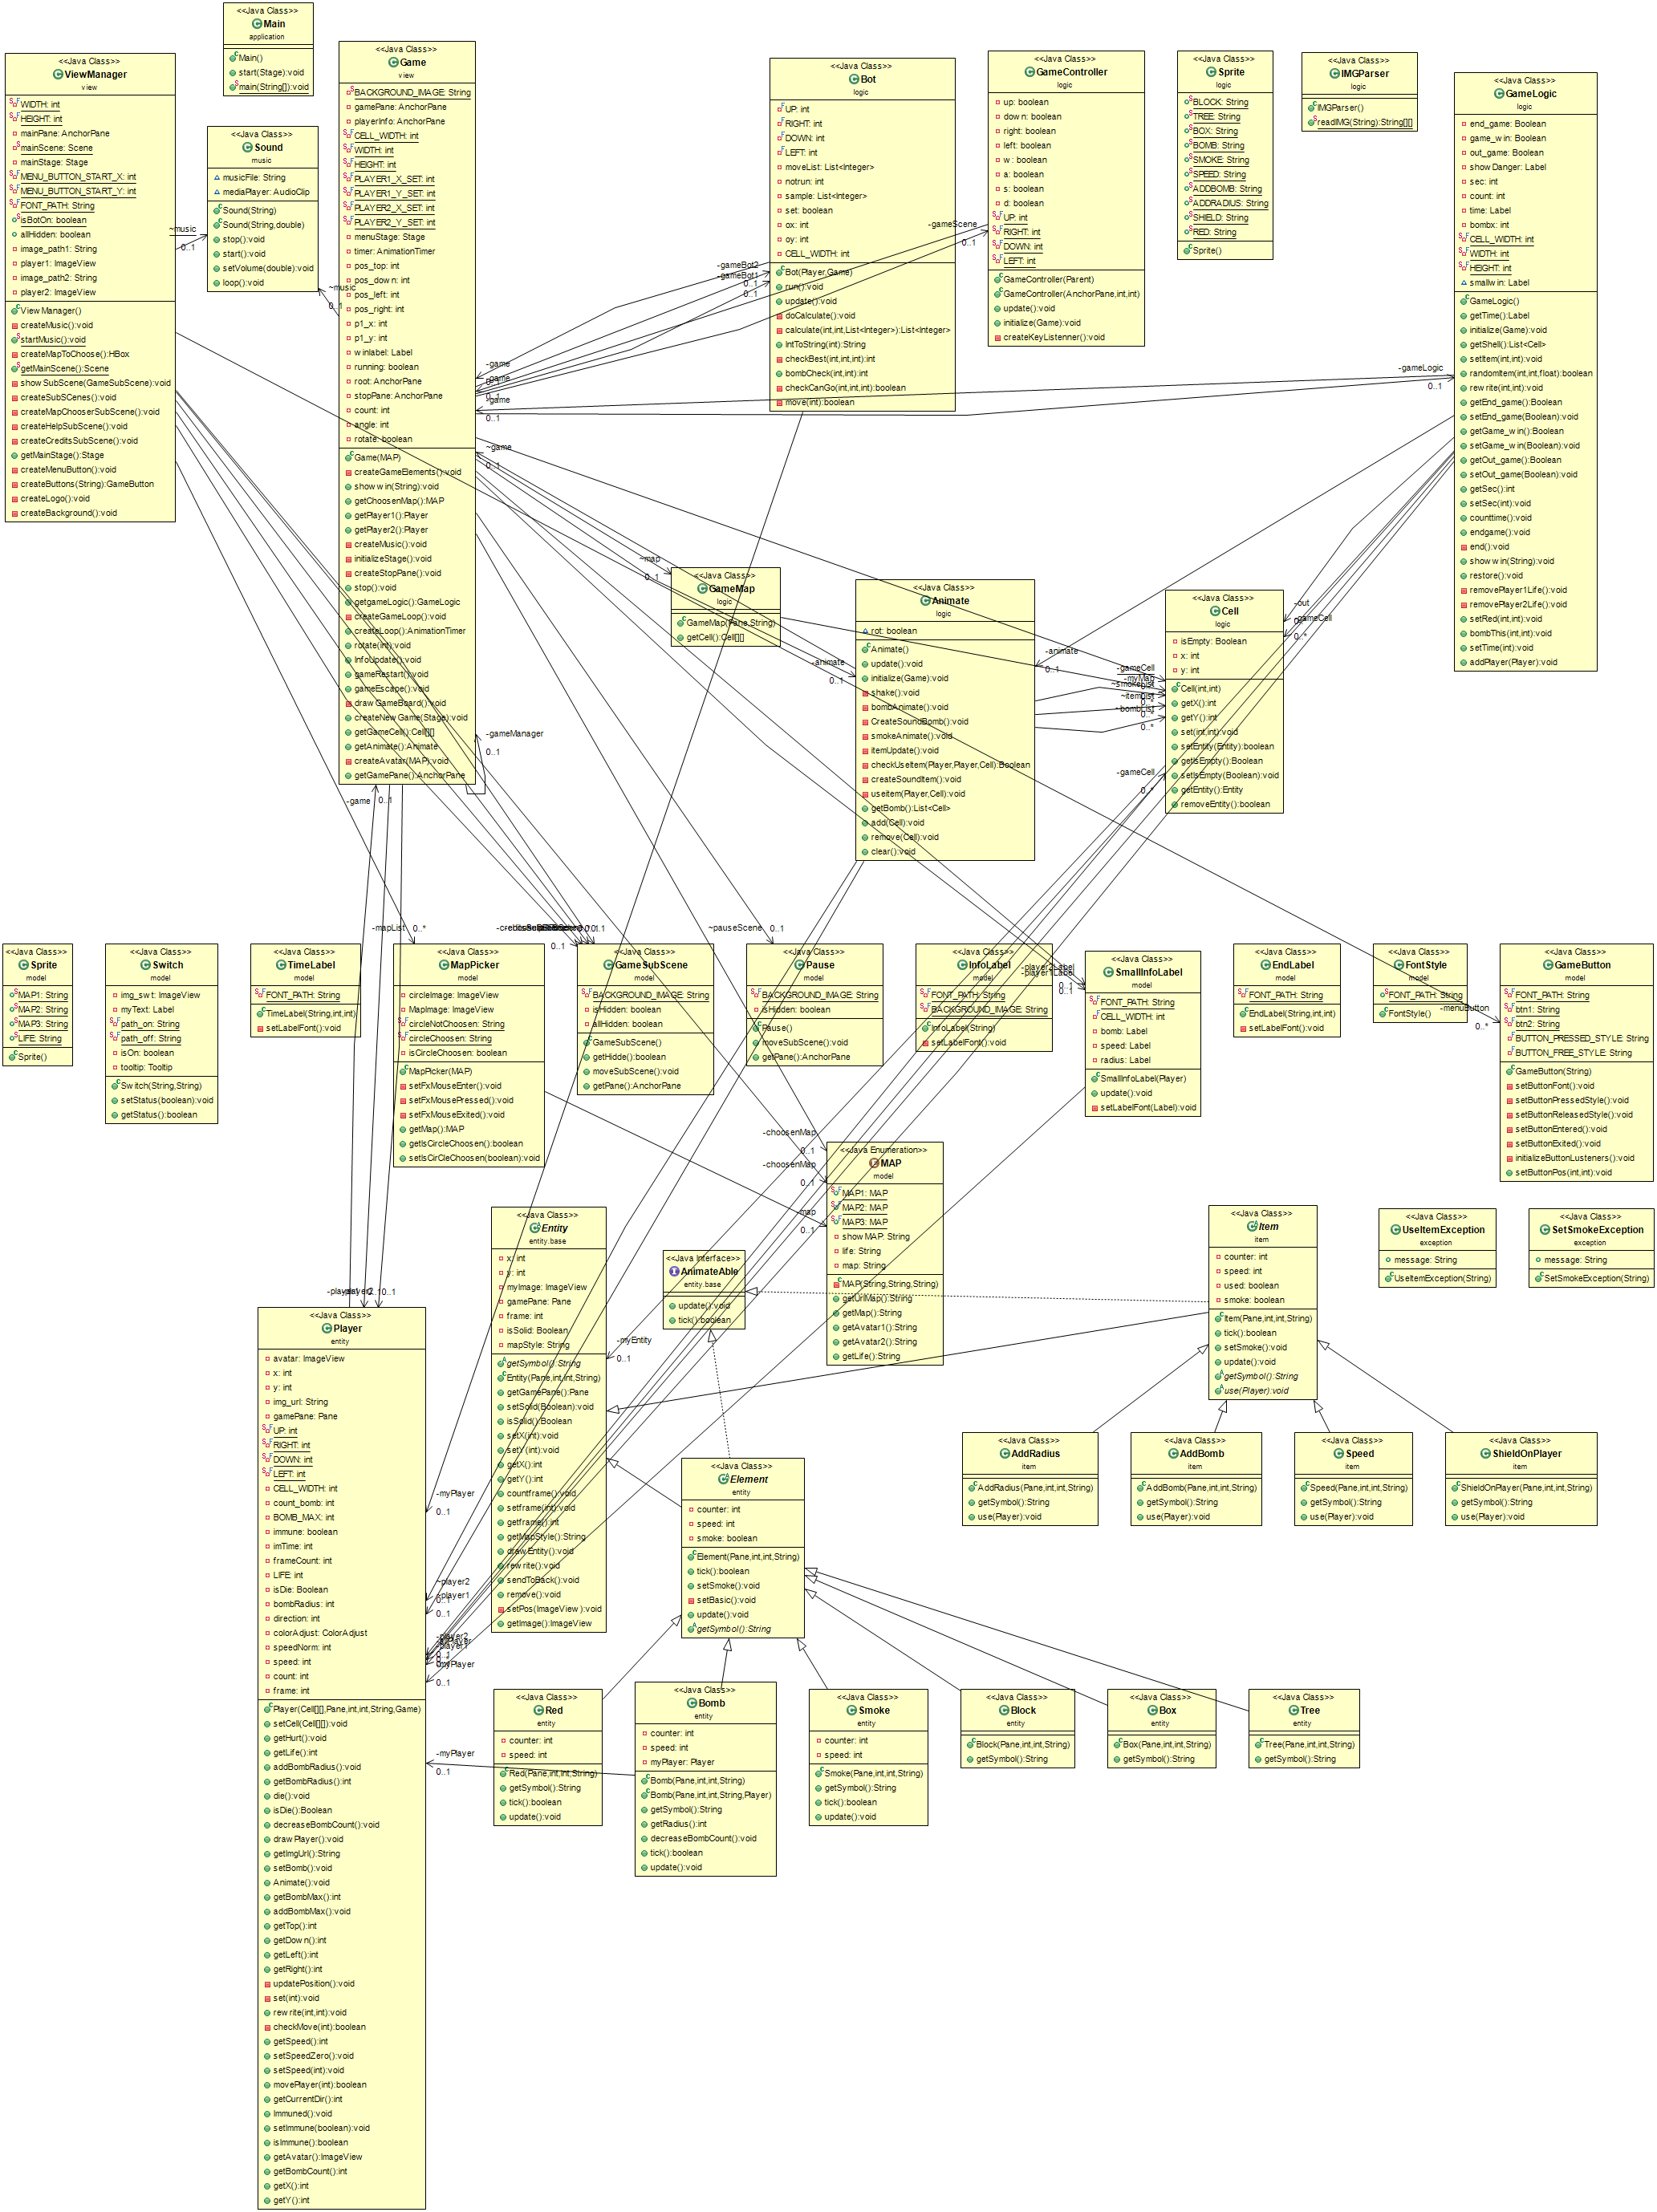 <<Java Class>>
Main
application
Main()
start(Stage):void
main(String[]):void
<<Java Class>>
ViewManager
view
WIDTH: int
HEIGHT: int
mainPane: AnchorPane
mainScene: Scene
mainStage: Stage
MENU_BUTTON_START_X: int
MENU_BUTTON_START_Y: int
FONT_PATH: String
isBotOn: boolean
allHidden: boolean
image_path1: String
player1: ImageView
image_path2: String
player2: ImageView
ViewManager()
createMusic():void
startMusic():void
createMapToChoose():HBox
getMainScene():Scene
showSubScene(GameSubScene):void
createSubSCenes():void
createMapChooserSubScene():void
createHelpSubScene():void
createCreditsSubScene():void
getMainStage():Stage
createMenuButton():void
createButtons(String):GameButton
createLogo():void
createBackground():void
<<Java Class>>
Sound
music
musicFile: String
mediaPlayer: AudioClip
Sound(String)
Sound(String,double)
stop():void
start():void
setVolume(double):void
loop():void
~music
0..1
~music
0..1
<<Java Class>>
Game
view
BACKGROUND_IMAGE: String
gamePane: AnchorPane
playerInfo: AnchorPane
CELL_WIDTH: int
WIDTH: int
HEIGHT: int
PLAYER1_X_SET: int
PLAYER1_Y_SET: int
PLAYER2_X_SET: int
PLAYER2_Y_SET: int
menuStage: Stage
timer: AnimationTimer
pos_top: int
pos_down: int
pos_left: int
pos_right: int
p1_x: int
p1_y: int
winlabel: Label
running: boolean
root: AnchorPane
stopPane: AnchorPane
count: int
angle: int
rotate: boolean
Game(MAP)
createGameElements():void
showwin(String):void
getChoosenMap():MAP
getPlayer1():Player
getPlayer2():Player
createMusic():void
initializeStage():void
createStopPane():void
stop():void
getgameLogic():GameLogic
createGameLoop():void
createLoop():AnimationTimer
rotate(int):void
InfoUpdate():void
gameRestart():void
gameEscape():void
drawGameBoard():void
createNewGame(Stage):void
getGameCell():Cell[][]
getAnimate():Animate
createAvatar(MAP):void
getGamePane():AnchorPane
<<Java Class>>
Bot
logic
UP: int
RIGHT: int
DOWN: int
LEFT: int
moveList: List<Integer>
notrun: int
sample: List<Integer>
set: boolean
ox: int
oy: int
CELL_WIDTH: int
Bot(Player,Game)
run():void
update():void
doCalculate():void
calculate(int,int,List<Integer>):List<Integer>
IntToString(int):String
checkBest(int,int,int):int
bombCheck(int,int):int
checkCanGo(int,int,int):boolean
move(int):boolean
<<Java Class>>
GameController
logic
up: boolean
down: boolean
right: boolean
left: boolean
w: boolean
a: boolean
s: boolean
d: boolean
UP: int
RIGHT: int
DOWN: int
LEFT: int
GameController(Parent)
GameController(AnchorPane,int,int)
update():void
initialize(Game):void
createKeyListenner():void
<<Java Class>>
Sprite
logic
BLOCK: String
TREE: String
BOX: String
BOMB: String
SMOKE: String
SPEED: String
ADDBOMB: String
ADDRADIUS: String
SHIELD: String
RED: String
Sprite()
<<Java Class>>
IMGParser
logic
IMGParser()
readIMG(String):String[][]
<<Java Class>>
GameLogic
logic
end_game: Boolean
game_win: Boolean
out_game: Boolean
showDanger: Label
sec: int
count: int
time: Label
bombx: int
CELL_WIDTH: int
WIDTH: int
HEIGHT: int
smallwin: Label
GameLogic()
getTime():Label
initialize(Game):void
getShell():List<Cell>
setItem(int,int):void
randomItem(int,int,float):boolean
rewrite(int,int):void
getEnd_game():Boolean
setEnd_game(Boolean):void
getGame_win():Boolean
setGame_win(Boolean):void
getOut_game():Boolean
setOut_game(Boolean):void
getSec():int
setSec(int):void
counttime():void
endgame():void
end():void
showwin(String):void
restore():void
removePlayer1Life():void
removePlayer2Life():void
setRed(int,int):void
bombThis(int,int):void
setTime(int):void
addPlayer(Player):void
-gameScene
0..1
-gameBot2
-gameBot1
0..1
-game
-game
0..1
-game
0..1
-gameLogic
0..1
~game
0..1
~map
0..1
<<Java Class>>
GameMap
logic
GameMap(Pane,String)
getCell():Cell[][]
<<Java Class>>
Animate
logic
rot: boolean
Animate()
update():void
initialize(Game):void
shake():void
bombAnimate():void
CreateSoundBomb():void
smokeAnimate():void
itemUpdate():void
checkUseItem(Player,Player,Cell):Boolean
createSoundItem():void
useitem(Player,Cell):void
getBomb():List<Cell>
add(Cell):void
remove(Cell):void
clear():void
<<Java Class>>
Cell
logic
isEmpty: Boolean
x: int
y: int
Cell(int,int)
getX():int
getY():int
set(int,int):void
setEntity(Entity):boolean
getIsEmpty():Boolean
setIsEmpty(Boolean):void
getEntity():Entity
removeEntity():boolean
-out
-gameCell
0..*
-animate
0..1
-animate
0..1
-gameCell
-myMap
~smokeList
~itemList
~bombList
0..*
-gameCell
0..*
-gameManager
0..1
-game
0..1
-mapList
0..*
0..1
~pauseScene
0..1
-player2Label
-player1Label
0..1
-menuButton
0..*
<<Java Class>>
Sprite
model
MAP1: String
MAP2: String
MAP3: String
LIFE: String
Sprite()
<<Java Class>>
Switch
model
img_swt: ImageView
myText: Label
path_on: String
path_off: String
isOn: boolean
tooltip: Tooltip
Switch(String,String)
setStatus(boolean):void
getStatus():boolean
<<Java Class>>
TimeLabel
model
FONT_PATH: String
TimeLabel(String,int,int)
setLabelFont():void
<<Java Class>>
MapPicker
model
circleImage: ImageView
MapImage: ImageView
circleNotChoosen: String
circleChoosen: String
isCircleChoosen: boolean
MapPicker(MAP)
setFxMouseEnter():void
setFxMousePressed():void
setFxMouseExited():void
getMap():MAP
getIsCircleChoosen():boolean
setIsCirCleChoosen(boolean):void
<<Java Class>>
GameSubScene
model
BACKGROUND_IMAGE: String
isHidden: boolean
allHidden: boolean
GameSubScene()
getHidde():boolean
moveSubScene():void
getPane():AnchorPane
<<Java Class>>
Pause
model
BACKGROUND_IMAGE: String
isHidden: boolean
Pause()
moveSubScene():void
getPane():AnchorPane
<<Java Class>>
InfoLabel
model
FONT_PATH: String
BACKGROUND_IMAGE: String
InfoLabel(String)
setLabelFont():void
<<Java Class>>
SmallInfoLabel
model
FONT_PATH: String
CELL_WIDTH: int
bomb: Label
speed: Label
radius: Label
SmallInfoLabel(Player)
update():void
setLabelFont(Label):void
<<Java Class>>
EndLabel
model
FONT_PATH: String
EndLabel(String,int,int)
setLabelFont():void
<<Java Class>>
FontStyle
model
FONT_PATH: String
FontStyle()
<<Java Class>>
GameButton
model
FONT_PATH: String
btn1: String
btn2: String
BUTTON_PRESSED_STYLE: String
BUTTON_FREE_STYLE: String
GameButton(String)
setButtonFont():void
setButtonPressedStyle():void
setButtonReleasedStyle():void
setButtonEntered():void
setButtonExited():void
initializeButtonLusteners():void
setButtonPos(int,int):void
-choosenMap
0..1
-choosenMap
0..1
-map
0..1
<<Java Enumeration>>
MAP
model
MAP1: MAP
MAP2: MAP
MAP3: MAP
showMAP: String
life: String
map: String
MAP(String,String,String)
getUrlMap():String
getMap():String
getAvatar1():String
getAvatar2():String
getLife():String
<<Java Class>>
Entity
entity.base
x: int
y: int
myImage: ImageView
gamePane: Pane
frame: int
isSolid: Boolean
mapStyle: String
getSymbol():String
Entity(Pane,int,int,String)
getGamePane():Pane
setSolid(Boolean):void
isSolid():Boolean
setX(int):void
setY(int):void
getX():int
getY():int
countframe():void
setframe(int):void
getframe():int
getMapStyle():String
drawEntity():void
rewrite():void
sendToBack():void
remove():void
setPos(ImageView):void
getImage():ImageView
<<Java Interface>>
AnimateAble
entity.base
update():void
tick():boolean
-myEntity
0..1
<<Java Class>>
Item
item
counter: int
speed: int
used: boolean
smoke: boolean
Item(Pane,int,int,String)
tick():boolean
setSmoke():void
update():void
getSymbol():String
use(Player):void
<<Java Class>>
UseItemException
exception
message: String
UseItemException(String)
<<Java Class>>
SetSmokeException
exception
message: String
SetSmokeException(String)
<<Java Class>>
Player
entity
avatar: ImageView
x: int
y: int
img_url: String
gamePane: Pane
UP: int
RIGHT: int
DOWN: int
LEFT: int
CELL_WIDTH: int
count_bomb: int
BOMB_MAX: int
immune: boolean
imTime: int
frameCount: int
LIFE: int
isDie: Boolean
bombRadius: int
direction: int
colorAdjust: ColorAdjust
speedNorm: int
speed: int
count: int
frame: int
Player(Cell[][],Pane,int,int,String,Game)
setCell(Cell[][]):void
getHurt():void
getLife():int
addBombRadius():void
getBombRadius():int
die():void
isDie():Boolean
decreaseBombCount():void
drawPlayer():void
getImgUrl():String
setBomb():void
Animate():void
getBombMax():int
addBombMax():void
getTop():int
getDown():int
getLeft():int
getRight():int
updatePosition():void
set(int):void
rewrite(int,int):void
checkMove(int):boolean
getSpeed():int
setSpeedZero():void
setSpeed(int):void
movePlayer(int):boolean
getCurrentDir():int
Immuned():void
setImmune(boolean):void
isImmune():boolean
getAvatar():ImageView
getBombCount():int
getX():int
getY():int
<<Java Class>>
AddRadius
item
AddRadius(Pane,int,int,String)
getSymbol():String
use(Player):void
<<Java Class>>
AddBomb
item
AddBomb(Pane,int,int,String)
getSymbol():String
use(Player):void
<<Java Class>>
Speed
item
Speed(Pane,int,int,String)
getSymbol():String
use(Player):void
<<Java Class>>
ShieldOnPlayer
item
ShieldOnPlayer(Pane,int,int,String)
getSymbol():String
use(Player):void
<<Java Class>>
Element
entity
counter: int
speed: int
smoke: boolean
Element(Pane,int,int,String)
tick():boolean
setSmoke():void
setBasic():void
update():void
getSymbol():String
-myPlayer
0..1
~player2
~player1
0..1
-player2
-player1
-myPlayer
0..1
-myPlayer
0..1
<<Java Class>>
Red
entity
counter: int
speed: int
Red(Pane,int,int,String)
getSymbol():String
tick():boolean
update():void
<<Java Class>>
Bomb
entity
counter: int
speed: int
myPlayer: Player
Bomb(Pane,int,int,String)
Bomb(Pane,int,int,String,Player)
getSymbol():String
getRadius():int
decreaseBombCount():void
tick():boolean
update():void
<<Java Class>>
Smoke
entity
counter: int
speed: int
Smoke(Pane,int,int,String)
getSymbol():String
tick():boolean
update():void
<<Java Class>>
Block
entity
Block(Pane,int,int,String)
getSymbol():String
<<Java Class>>
Box
entity
Box(Pane,int,int,String)
getSymbol():String
<<Java Class>>
Tree
entity
Tree(Pane,int,int,String)
getSymbol():String